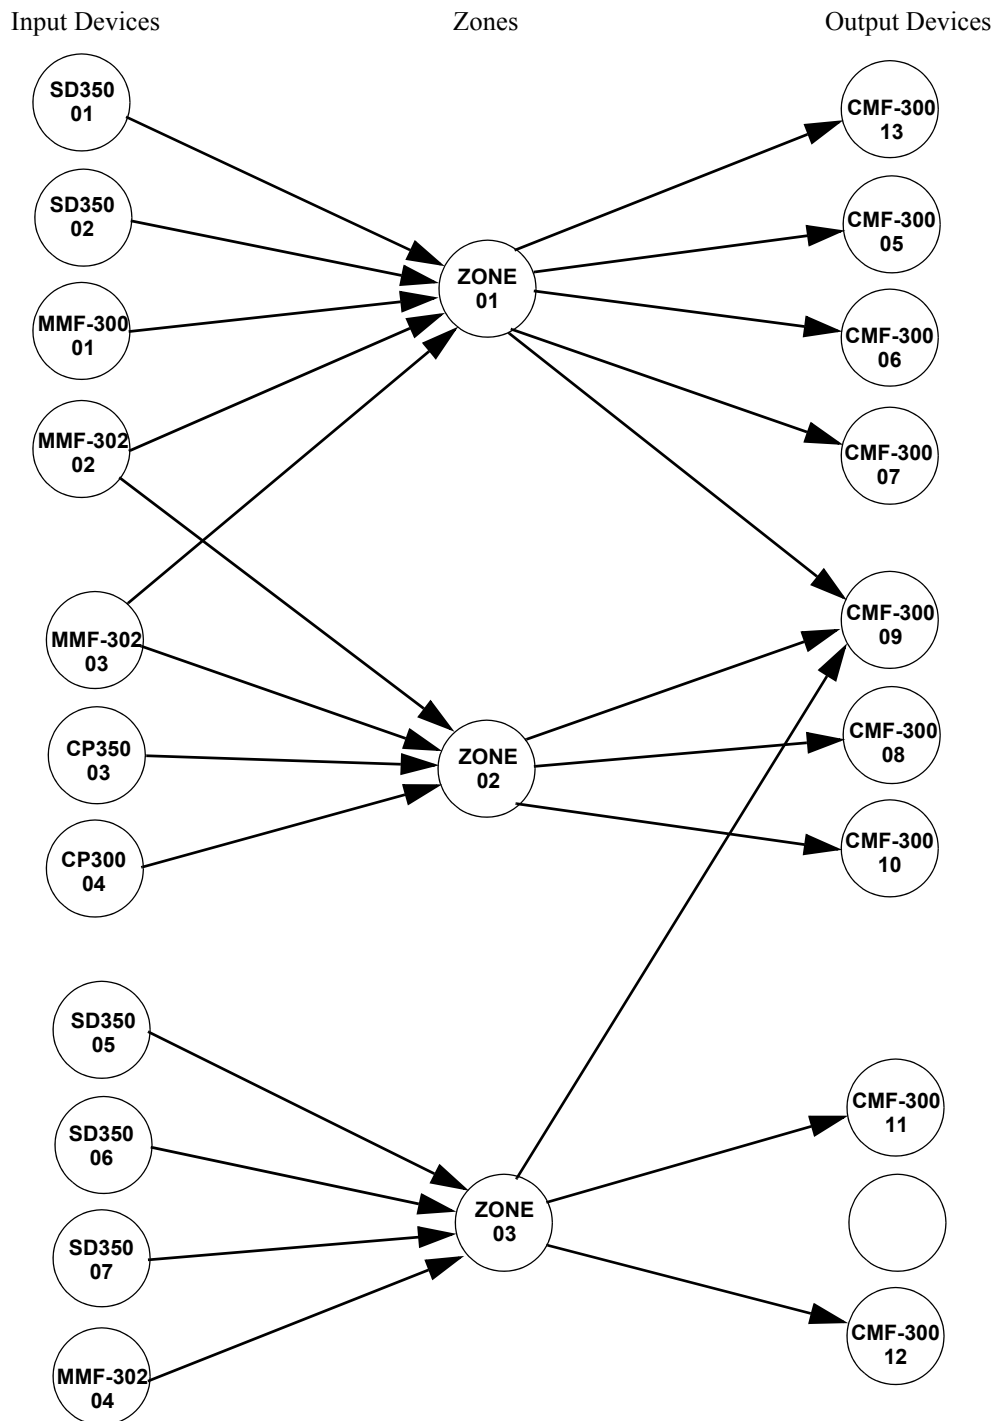 Input Devices
Zones
Output Devices
SD350
01
SD350
02
MMF-300
01
MMF-302
02
MMF-302
03
CP350
03
CP300
04
SD350
05
SD350
06
SD350
07
MMF-302
04
ZONE
01
ZONE
02
ZONE
03
CMF-300
13
CMF-300
05
CMF-300
06
CMF-300
07
CMF-300
09
CMF-300
08
CMF-300
10
CMF-300
11
CMF-300
12